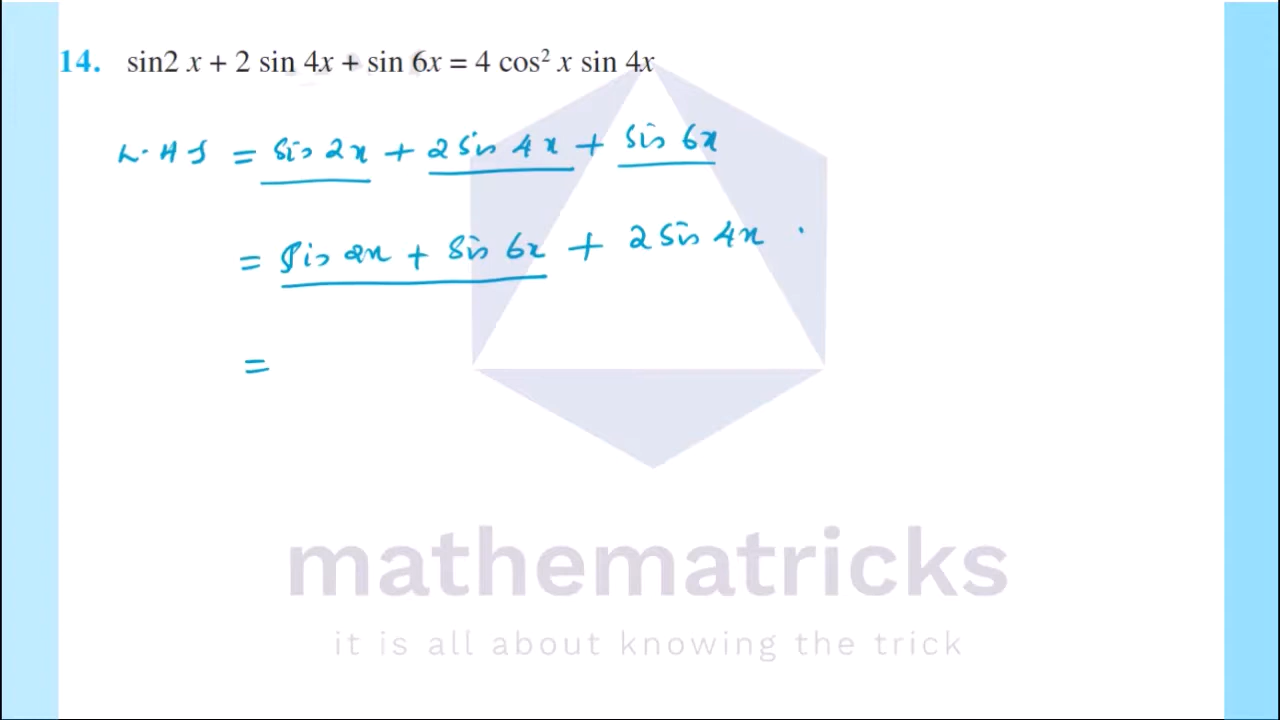 14. sin2 x + 2 sin 4x + sin 6x = 4 cos² x sin 4x
L.H S = sin 2x + 2 sin 4x + sin 6x
= sin 2x + sin 6x + 2 sin 4x .
=
mathematricks
it is all about knowing the trick